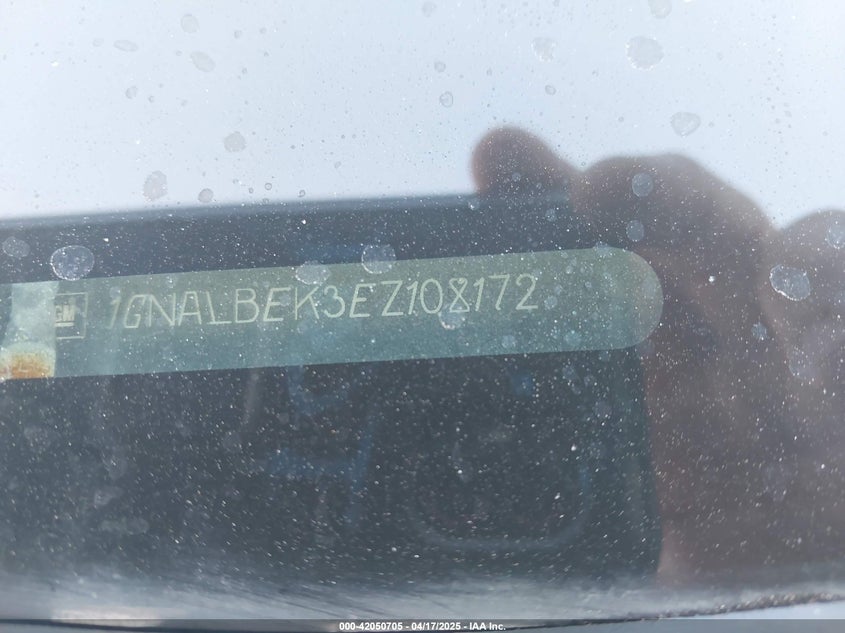 GM
1GNALBEK3EZ108172
000-42050705 - 04/17/2025 - IAA Inc.